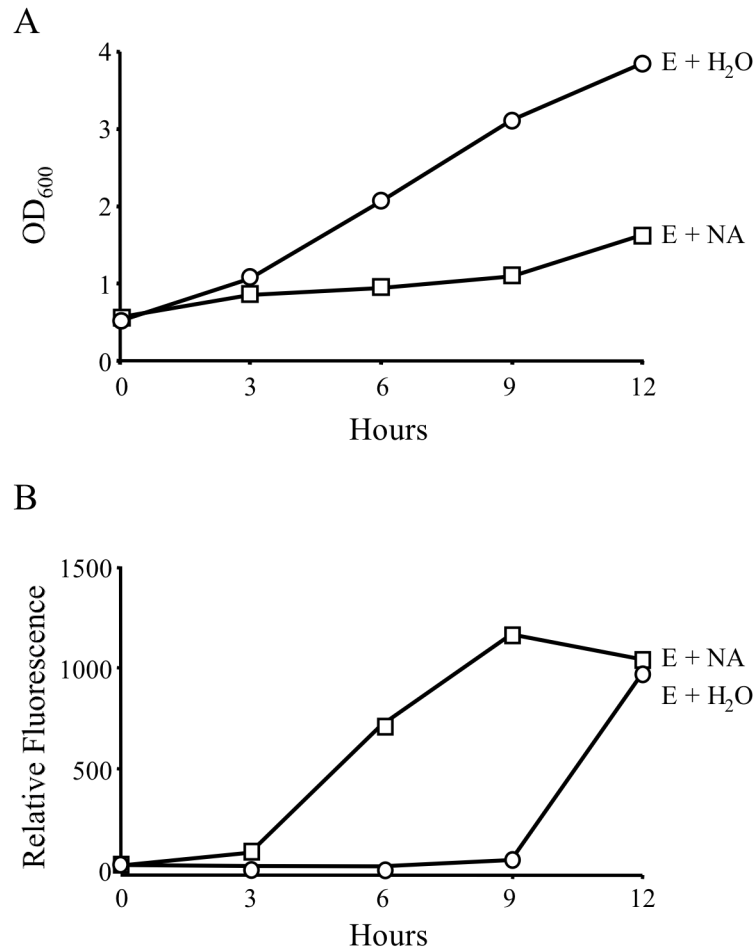 A
4
3
2
1
0
OD₆₀₀
E + H₂O
E + NA
0 3 6 9 12
Hours
B
1500
1000
500
0
Relative Fluorescence
E + NA
E + H₂O
0 3 6 9 12
Hours